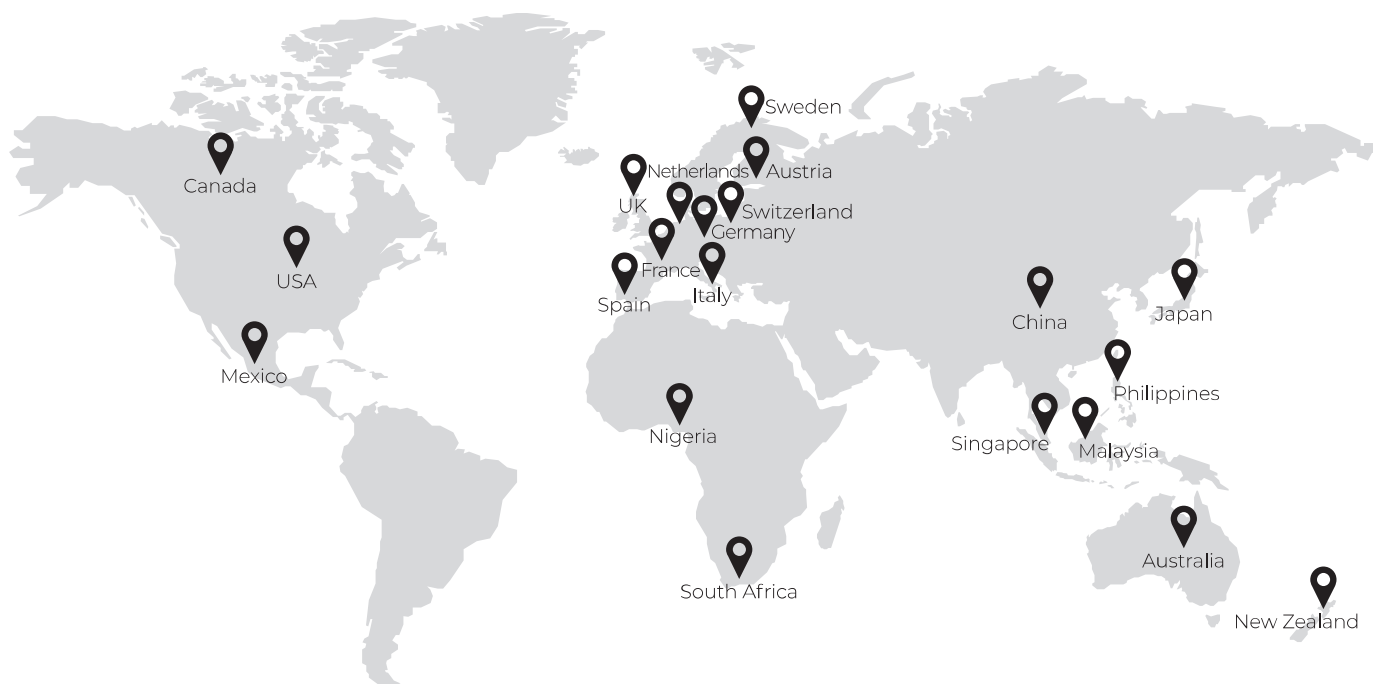 Sweden
Netherlands
Austria
Canada
UK
Switzerland
Germany
France
USA
Italy
Spain
China
Japan
Mexico
Philippines
Nigeria
Singapore
Malaysia
Australia
South Africa
New Zealand